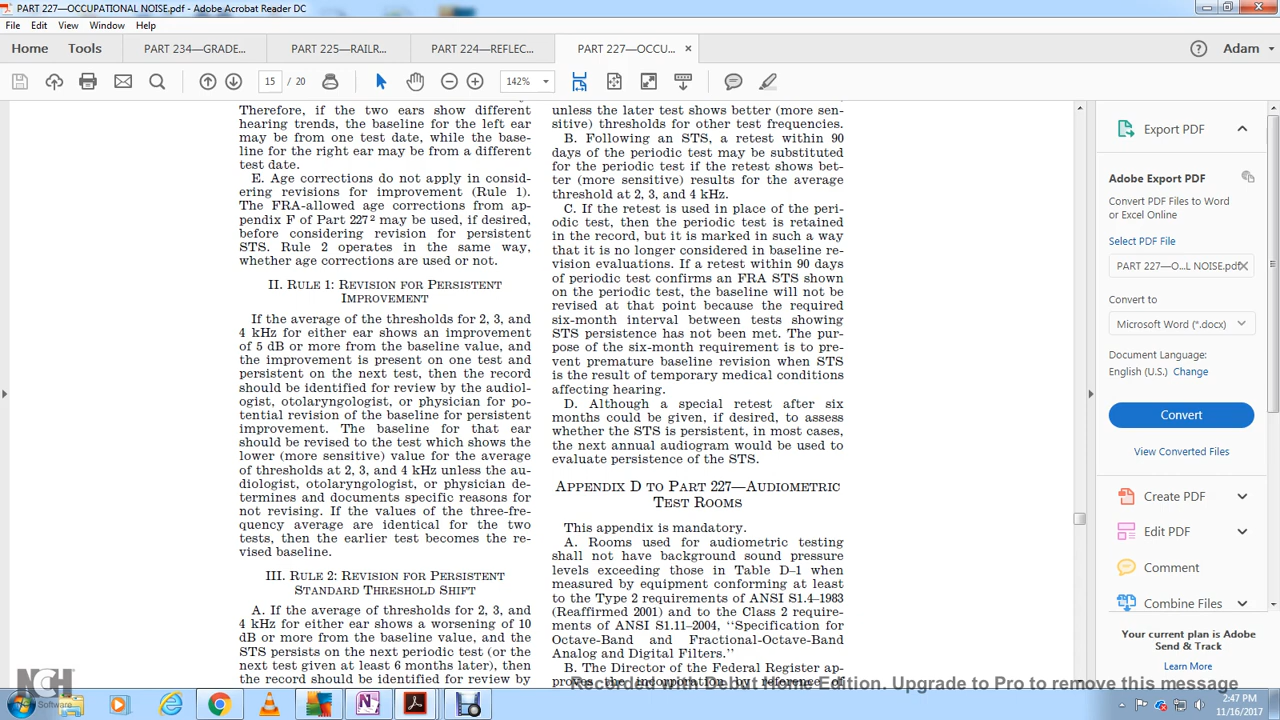 PART 227—OCCUPATIONAL NOISE.pdf - Adobe Acrobat Reader DC
File Edit View Window Help
Home Tools PART 234—GRADE... PART 225—RAILR... PART 224—REFLEC... PART 227—OCCU... × Adam
15 / 20 142%
Therefore, if the two ears show different
hearing trends, the baseline for the left ear
may be from one test date, while the base-
line for the right ear may be from a different
test date.
E. Age corrections do not apply in consid-
ering revisions for improvement (Rule 1).
The FRA-allowed age corrections from ap-
pendix F of Part 227 2 may be used, if desired,
before considering revision for persistent
STS. Rule 2 operates in the same way,
whether age corrections are used or not.
II. RULE 1: REVISION FOR PERSISTENT
IMPROVEMENT
If the average of the thresholds for 2, 3, and
4 kHz for either ear shows an improvement
of 5 dB or more from the baseline value, and
the improvement is present on one test and
persistent on the next test, then the record
should be identified for review by the audiol-
ogist, otolaryngologist, or physician for po-
tential revision of the baseline for persistent
improvement. The baseline for that ear
should be revised to the test which shows the
lower (more sensitive) value for the average
of thresholds at 2, 3, and 4 kHz unless the au-
diologist, otolaryngologist, or physician de-
termines and documents specific reasons for
not revising. If the values of the three-fre-
quency average are identical for the two
tests, then the earlier test becomes the re-
vised baseline.
III. RULE 2: REVISION FOR PERSISTENT
STANDARD THRESHOLD SHIFT
A. If the average of thresholds for 2, 3, and
4 kHz for either ear shows a worsening of 10
dB or more from the baseline value, and the
STS persists on the next periodic test (or the
next test given at least 6 months later), then
the record should be identified for review by
unless the later test shows better (more sen-
sitive) thresholds for other test frequencies.
B. Following an STS, a retest within 90
days of the periodic test may be substituted
for the periodic test if the retest shows bet-
ter (more sensitive) results for the average
threshold at 2, 3, and 4 kHz.
C. If the retest is used in place of the peri-
odic test, then the periodic test is retained
in the record, but it is marked in such a way
that it is no longer considered in baseline re-
vision evaluations. If a retest within 90 days
of periodic test confirms an FRA STS shown
on the periodic test, the baseline will not be
revised at that point because the required
six-month interval between tests showing
STS persistence has not been met. The pur-
pose of the six-month requirement is to pre-
vent premature baseline revision when STS
is the result of temporary medical conditions
affecting hearing.
D. Although a special retest after six
months could be given, if desired, to assess
whether the STS is persistent, in most cases,
the next annual audiogram would be used to
evaluate persistence of the STS.
APPENDIX D TO PART 227—AUDIOMETRIC
TEST ROOMS
This appendix is mandatory.
A. Rooms used for audiometric testing
shall not have background sound pressure
levels exceeding those in Table D–1 when
measured by equipment conforming at least
to the Type 2 requirements of ANSI S1.4–1983
(Reaffirmed 2001) and to the Class 2 require-
ments of ANSI S1.11–2004, ‘‘Specification for
Octave-Band and Fractional-Octave-Band
Analog and Digital Filters.’’
B. The Director of the Federal Register ap-
proves the incorporation by reference of
Export PDF
Adobe Export PDF
Convert PDF Files to Word
or Excel Online
Select PDF File
PART 227—O...L NOISE.pdf ×
Convert to
Microsoft Word (*.docx)
Document Language:
English (U.S.) Change
Convert
View Converted Files
Create PDF
Edit PDF
Comment
Combine Files
Your current plan is Adobe
Send & Track
Learn More
NCH
Software
Recorded with Debut Home Edition. Upgrade to Pro to remove this message
2:47 PM
11/16/2017